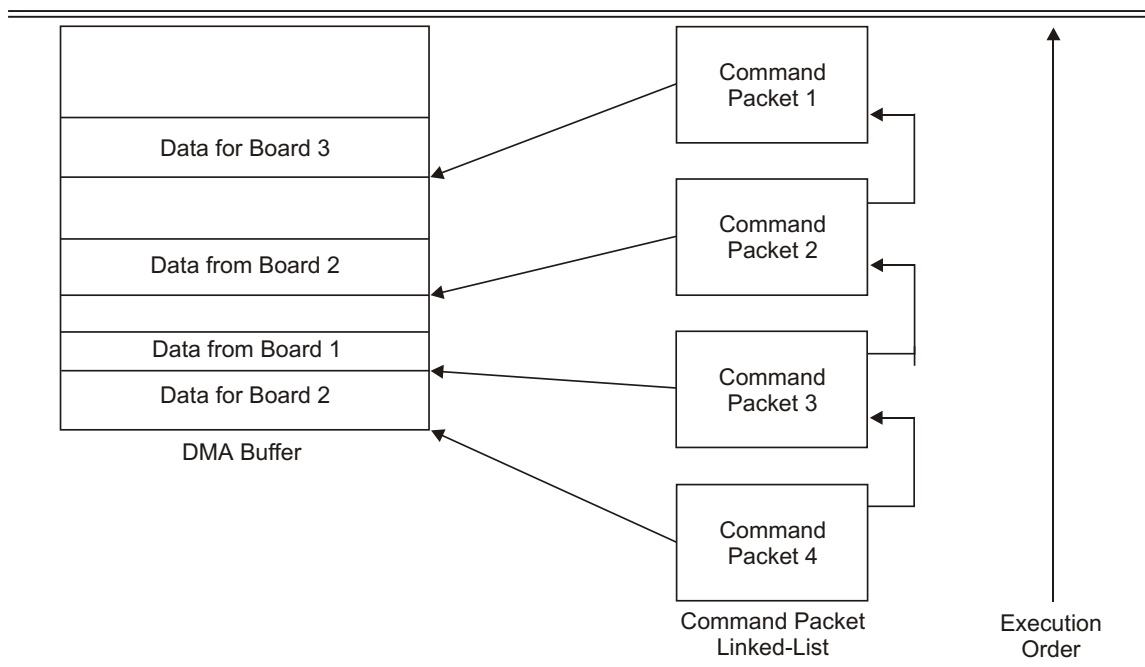 Data for Board 3
Data from Board 2
Data from Board 1
Data for Board 2
DMA Buffer
Command
Packet 1
Command
Packet 2
Command
Packet 3
Command
Packet 4
Command Packet
Linked-List
Execution
Order